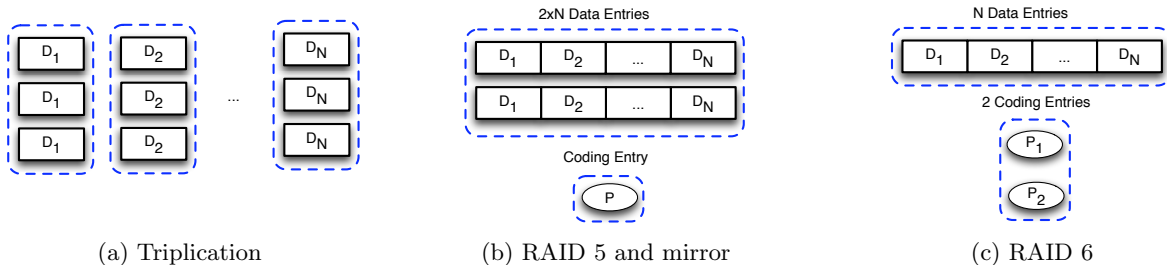 D1 D2 ... DN
D1 D2 DN
D1 D2 DN
(a) Triplication
2xN Data Entries
D1 D2 ... DN
D1 D2 ... DN
Coding Entry
P
(b) RAID 5 and mirror
N Data Entries
D1 D2 ... DN
2 Coding Entries
P1
P2
(c) RAID 6